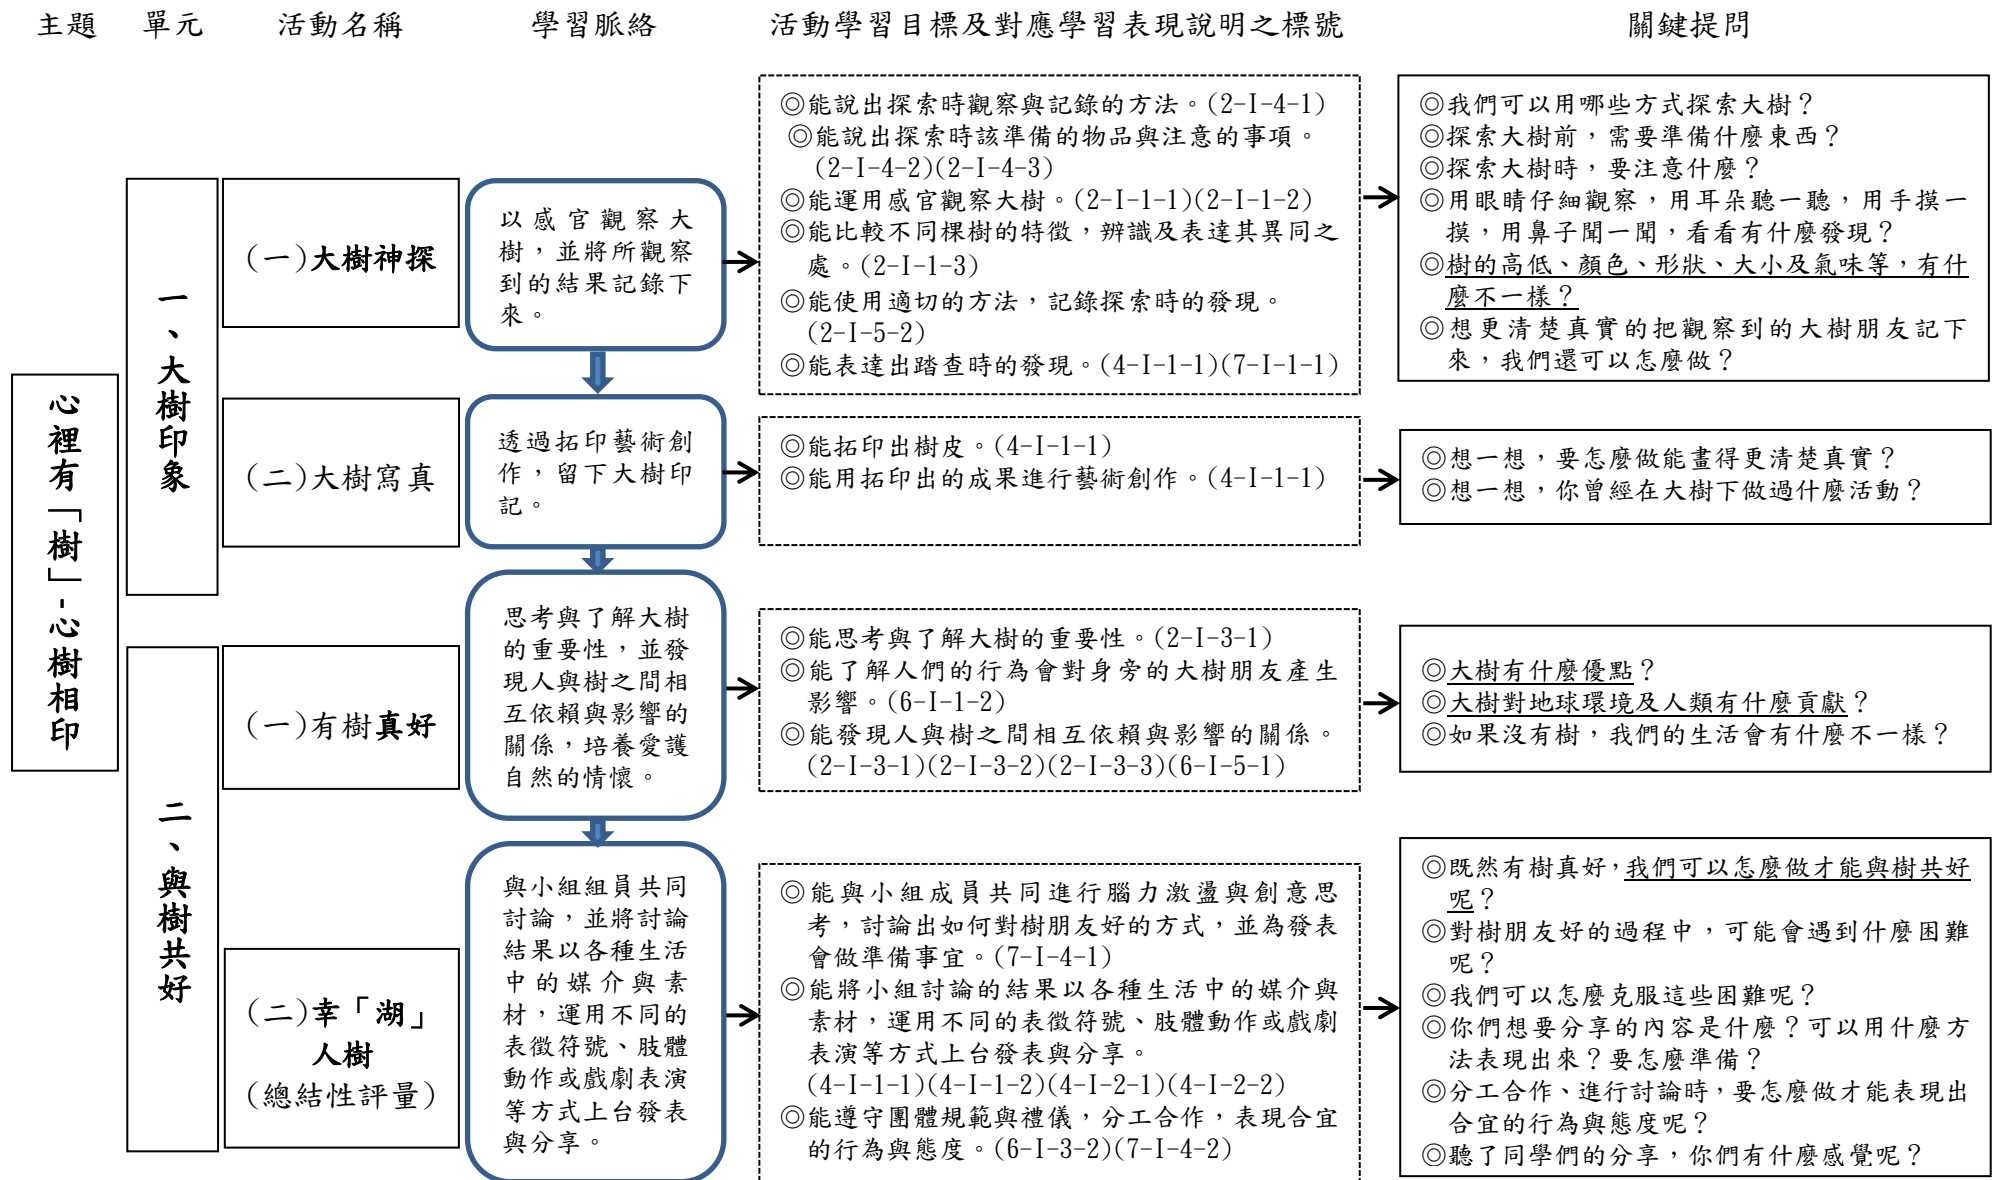 主題 單元 活動名稱 學習脈絡 活動學習目標及對應學習表現說明之標號 關鍵提問
心裡有「樹」-心樹相印
一、大樹印象
(一)大樹神探
以感官觀察大
樹，並將所觀察
到的結果記錄下
來。
◎能說出探索時觀察與記錄的方法。(2-I-4-1)
◎能說出探索時該準備的物品與注意的事項。
(2-I-4-2)(2-I-4-3)
◎能運用感官觀察大樹。(2-I-1-1)(2-I-1-2)
◎能比較不同棵樹的特徵，辨識及表達其異同之
處。(2-I-1-3)
◎能使用適切的方法，記錄探索時的發現。
(2-I-5-2)
◎能表達出踏查時的發現。(4-I-1-1)(7-I-1-1)
◎我們可以用哪些方式探索大樹？
◎探索大樹前，需要準備什麼東西？
◎探索大樹時，要注意什麼？
◎用眼睛仔細觀察，用耳朵聽一聽，用手摸一
摸，用鼻子聞一聞，看看有什麼發現？
◎樹的高低、顏色、形狀、大小及氣味等，有什
麼不一樣？
◎想更清楚真實的把觀察到的大樹朋友記下
來，我們還可以怎麼做？
(二)大樹寫真
透過拓印藝術創
作，留下大樹印
記。
◎能拓印出樹皮。(4-I-1-1)
◎能用拓印出的成果進行藝術創作。(4-I-1-1)
◎想一想，要怎麼做能畫得更清楚真實？
◎想一想，你曾經在大樹下做過什麼活動？
二、與樹共好
(一)有樹真好
思考與了解大樹
的重要性，並發
現人與樹之間相
互依賴與影響的
關係，培養愛護
自然的情懷。
◎能思考與了解大樹的重要性。(2-I-3-1)
◎能了解人們的行為會對身旁的大樹朋友產生
影響。(6-I-1-2)
◎能發現人與樹之間相互依賴與影響的關係。
(2-I-3-1)(2-I-3-2)(2-I-3-3)(6-I-5-1)
◎大樹有什麼優點？
◎大樹對地球環境及人類有什麼貢獻？
◎如果沒有樹，我們的生活會有什麼不一樣？
(二)幸「湖」
人樹
(總結性評量)
與小組組員共同
討論，並將討論
結果以各種生活
中的媒介與素
材，運用不同的
表徵符號、肢體
動作或戲劇表演
等方式上台發表
與分享。
◎能與小組成員共同進行腦力激盪與創意思
考，討論出如何對樹朋友好的方式，並為發表
會做準備事宜。(7-I-4-1)
◎能將小組討論的結果以各種生活中的媒介與
素材，運用不同的表徵符號、肢體動作或戲劇
表演等方式上台發表與分享。
(4-I-1-1)(4-I-1-2)(4-I-2-1)(4-I-2-2)
◎能遵守團體規範與禮儀，分工合作，表現合宜
的行為與態度。(6-I-3-2)(7-I-4-2)
◎既然有樹真好，我們可以怎麼做才能與樹共好
呢？
◎對樹朋友好的過程中，可能會遇到什麼困難
呢？
◎我們可以怎麼克服這些困難呢？
◎你們想要分享的內容是什麼？可以用什麼方
法表現出來？要怎麼準備？
◎分工合作、進行討論時，要怎麼做才能表現出
合宜的行為與態度呢？
◎聽了同學們的分享，你們有什麼感覺呢？